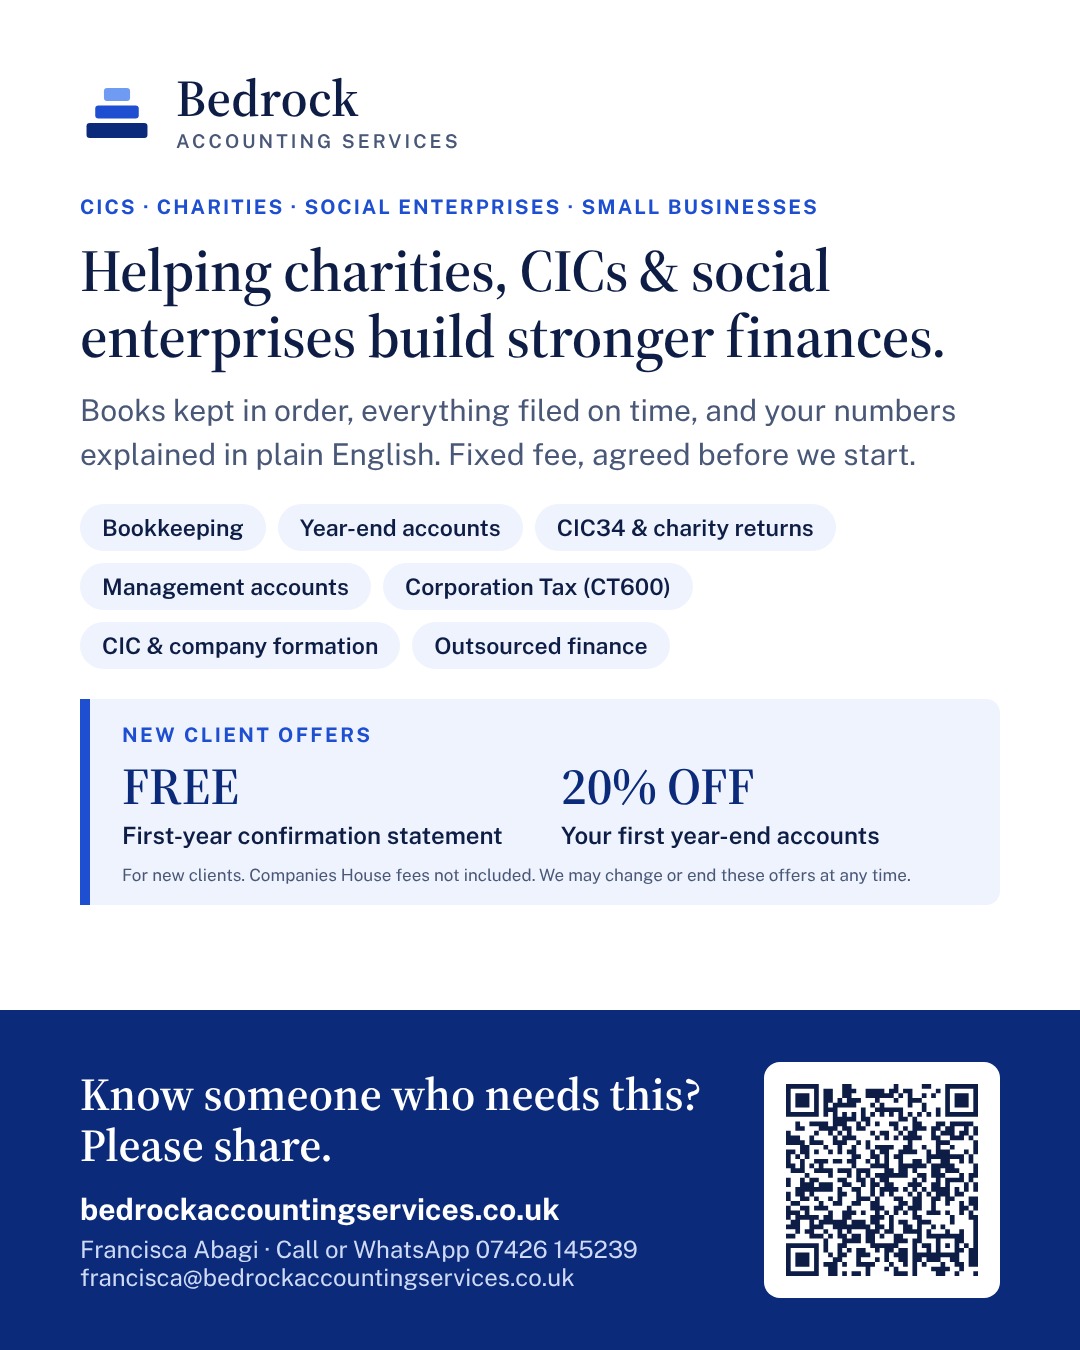 Bedrock
ACCOUNTING SERVICES
CICS · CHARITIES · SOCIAL ENTERPRISES · SMALL BUSINESSES
Helping charities, CICs & social
enterprises build stronger finances.
Books kept in order, everything filed on time, and your numbers
explained in plain English. Fixed fee, agreed before we start.
Bookkeeping
Year-end accounts
CIC34 & charity returns
Management accounts
Corporation Tax (CT600)
CIC & company formation
Outsourced finance
NEW CLIENT OFFERS
FREE
First-year confirmation statement
20% OFF
Your first year-end accounts
For new clients. Companies House fees not included. We may change or end these offers at any time.
Know someone who needs this?
Please share.
bedrockaccountingservices.co.uk
Francisca Abagi · Call or WhatsApp 07426 145239
francisca@bedrockaccountingservices.co.uk